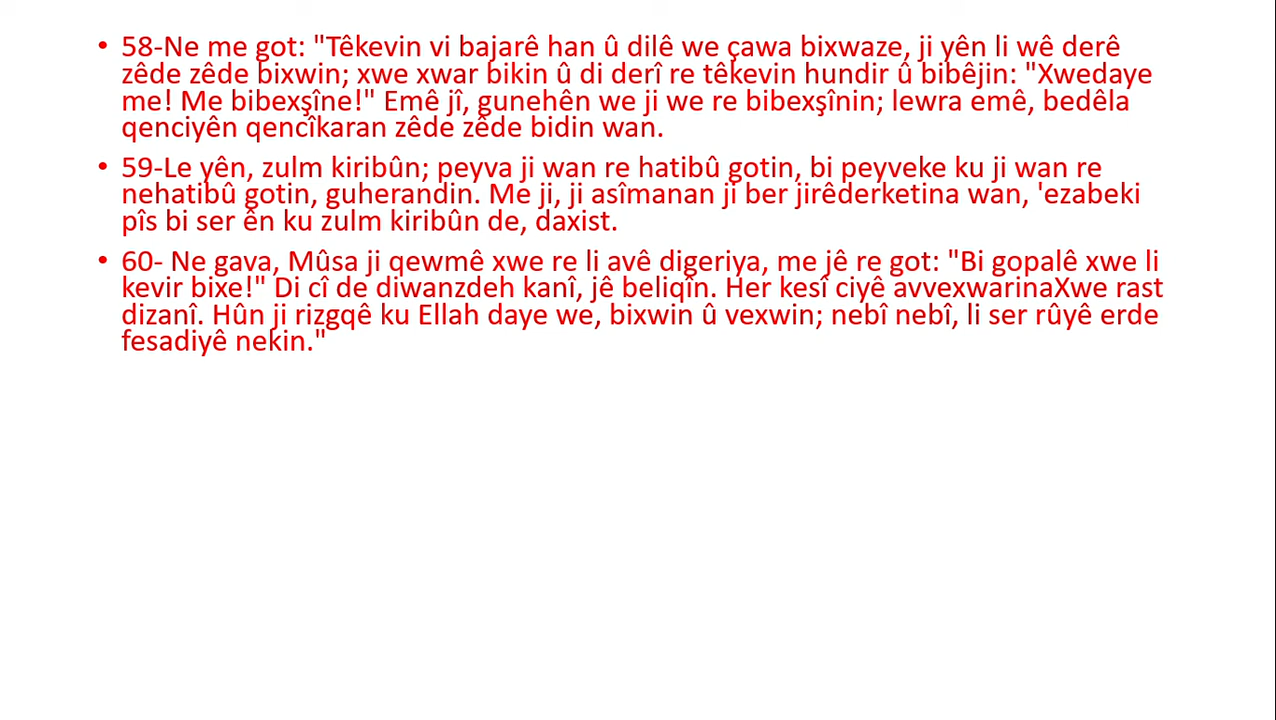 • 58-Ne me got: "Têkevin vi bajarê han û dilê we çawa bixwaze, ji yên li wê derê
zêde zêde bixwin; xwe xwar bikin û di derî re têkevin hundir û bibêjin: "Xwedaye
me! Me bibexşîne!" Emê jî, gunehên we ji we re bibexşînin; lewra emê, bedêla
qenciyên qencîkaran zêde zêde bidin wan.
• 59-Le yên, zulm kiribûn; peyva ji wan re hatibû gotin, bi peyveke ku ji wan re
nehatibû gotin, guherandin. Me ji, ji asîmanan ji ber jirêderketina wan, 'ezabeki
pîs bi ser ên ku zulm kiribûn de, daxist.
• 60- Ne gava, Mûsa ji qewmê xwe re li avê digeriya, me jê re got: "Bi gopalê xwe li
kevir bixe!" Di cî de diwanzdeh kanî, jê beliqîn. Her kesî ciyê avvexwarinaXwe rast
dizanî. Hûn ji rizgqê ku Ellah daye we, bixwin û vexwin; nebî nebî, li ser rûyê erde
fesadiyê nekin."